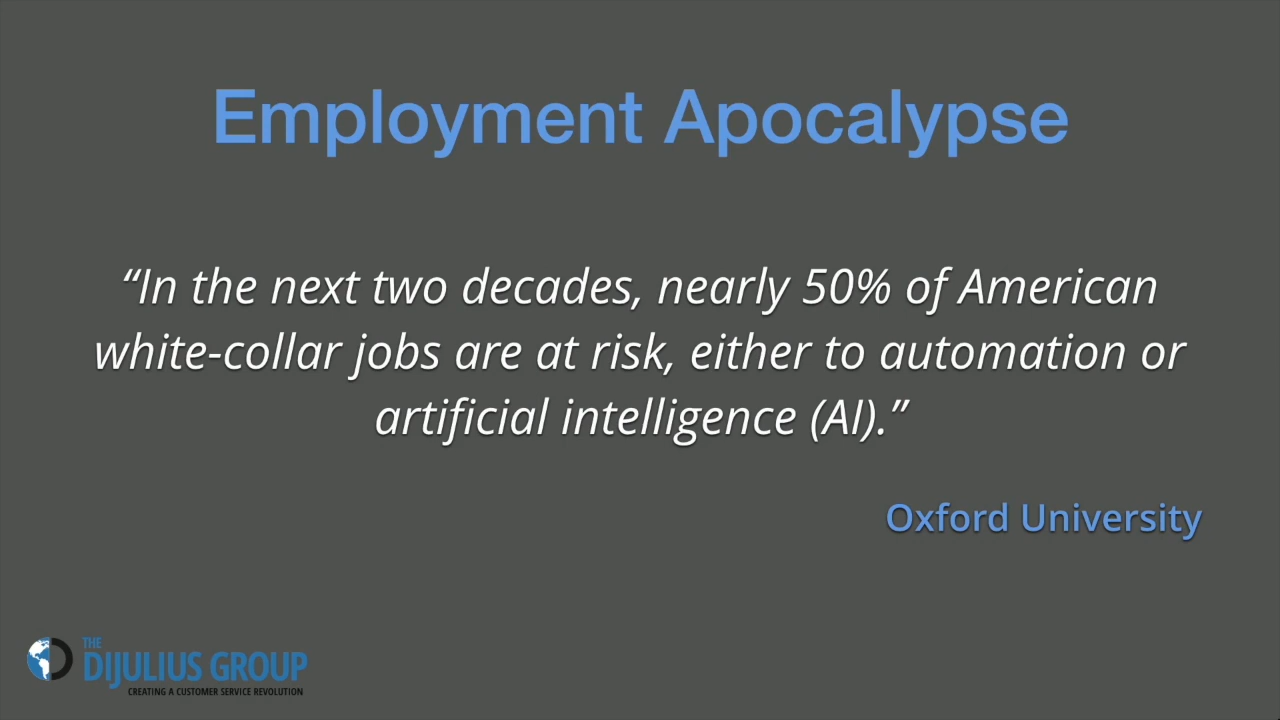 Employment Apocalypse
“In the next two decades, nearly 50% of American
white-collar jobs are at risk, either to automation or
artificial intelligence (AI).”
Oxford University
THE
DIJULIUS GROUP
CREATING A CUSTOMER SERVICE REVOLUTION